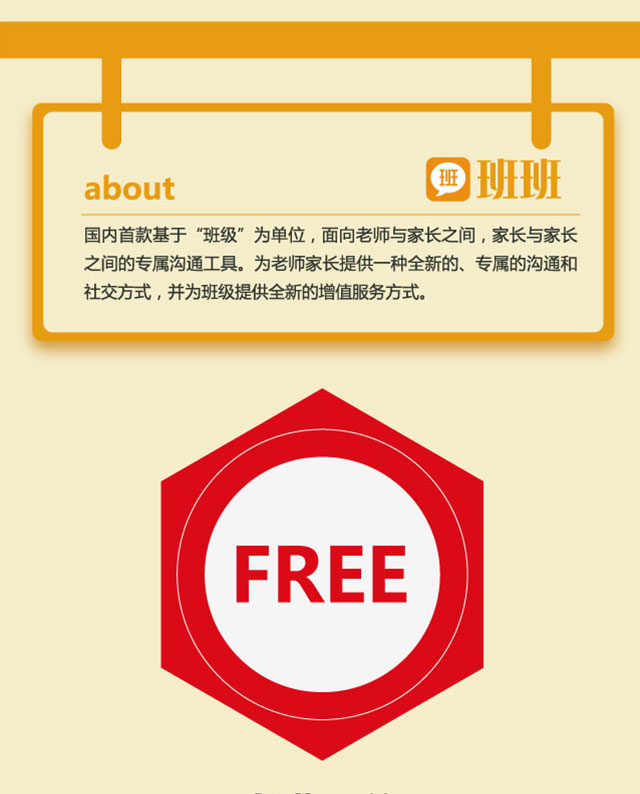 about
班 班班
国内首款基于“班级”为单位，面向老师与家长之间，家长与家长
之间的专属沟通工具。为老师家长提供一种全新的、专属的沟通和
社交方式，并为班级提供全新的增值服务方式。
FREE